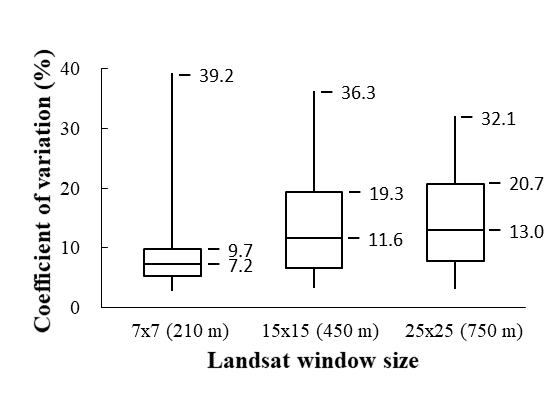 Coefficient of variation (%)
40
30
20
10
0
39.2
9.7
7.2
36.3
19.3
11.6
32.1
20.7
13.0
7x7 (210 m)
15x15 (450 m)
25x25 (750 m)
Landsat window size